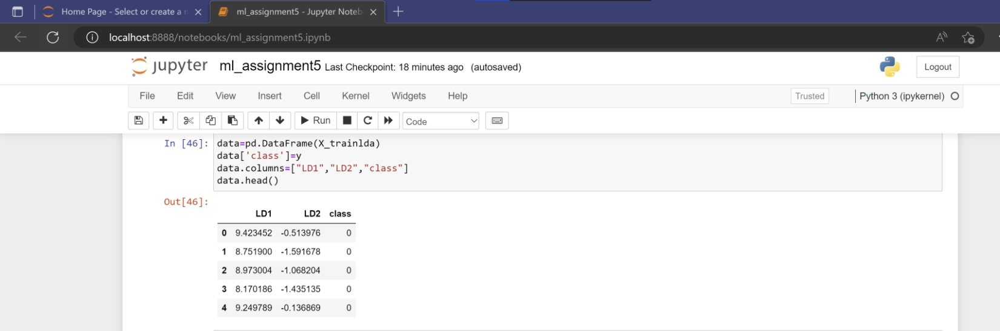 Home Page - Select or create a n
ml_assignment5 - Jupyter Noteb
localhost:8888/notebooks/ml_assignment5.ipynb
jupyter ml_assignment5 Last Checkpoint: 18 minutes ago (autosaved)
Logout
File Edit View Insert Cell Kernel Widgets Help
Trusted
Python 3 (ipykernel)
Run
Code
In [46]: data=pd.DataFrame(X_trainlda)
data['class']=y
data.columns=["LD1","LD2","class"]
data.head()
Out[46]:
LD1 LD2 class
0 9.423452 -0.513976 0
1 8.751900 -1.591678 0
2 8.973004 -1.068204 0
3 8.170186 -1.435135 0
4 9.249789 -0.136869 0